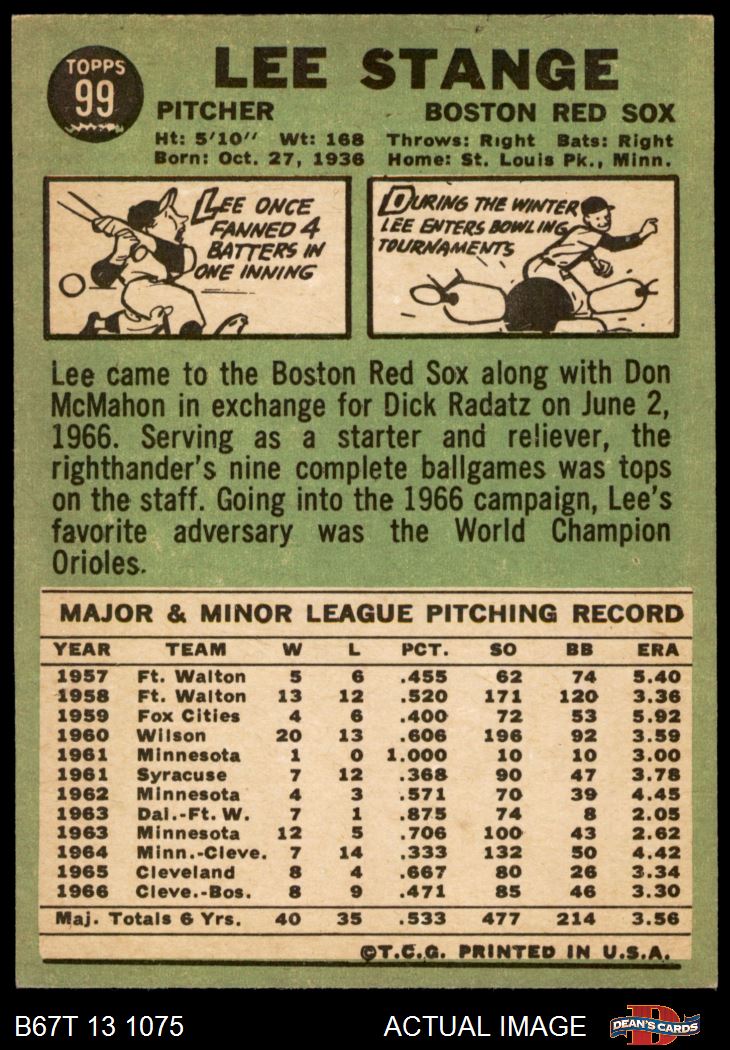 TOPPS
99
LEE STANGE
PITCHER BOSTON RED SOX
Ht: 5'10" Wt: 168 Throws: Right Bats: Right
Born: Oct. 27, 1936 Home: St. Louis Pk., Minn.
LEE ONCE
FANNED 4
BATTERS IN
ONE INNING
DURING THE WINTER
LEE ENTERS BOWLING
TOURNAMENTS
Lee came to the Boston Red Sox along with Don
McMahon in exchange for Dick Radatz on June 2,
1966. Serving as a starter and reliever, the
righthander's nine complete ballgames was tops
on the staff. Going into the 1966 campaign, Lee's
favorite adversary was the World Champion
Orioles.
MAJOR & MINOR LEAGUE PITCHING RECORD
YEAR TEAM W L PCT. SO BB ERA
1957 Ft. Walton 5 6 .455 62 74 5.40
1958 Ft. Walton 13 12 .520 171 120 3.36
1959 Fox Cities 4 6 .400 72 53 5.92
1960 Wilson 20 13 .606 196 92 3.59
1961 Minnesota 1 0 1.000 10 10 3.00
1961 Syracuse 7 12 .368 90 47 3.78
1962 Minnesota 4 3 .571 70 39 4.45
1963 Dal.-Ft. W. 7 1 .875 74 8 2.05
1963 Minnesota 12 5 .706 100 43 2.62
1964 Minn.-Cleve. 7 14 .333 132 50 4.42
1965 Cleveland 8 4 .667 80 26 3.34
1966 Cleve.-Bos. 8 9 .471 85 46 3.30
Maj. Totals 6 Yrs. 40 35 .533 477 214 3.56
©T.C.G. PRINTED IN U.S.A.
B67T 13 1075 ACTUAL IMAGE DEAN'S CARDS